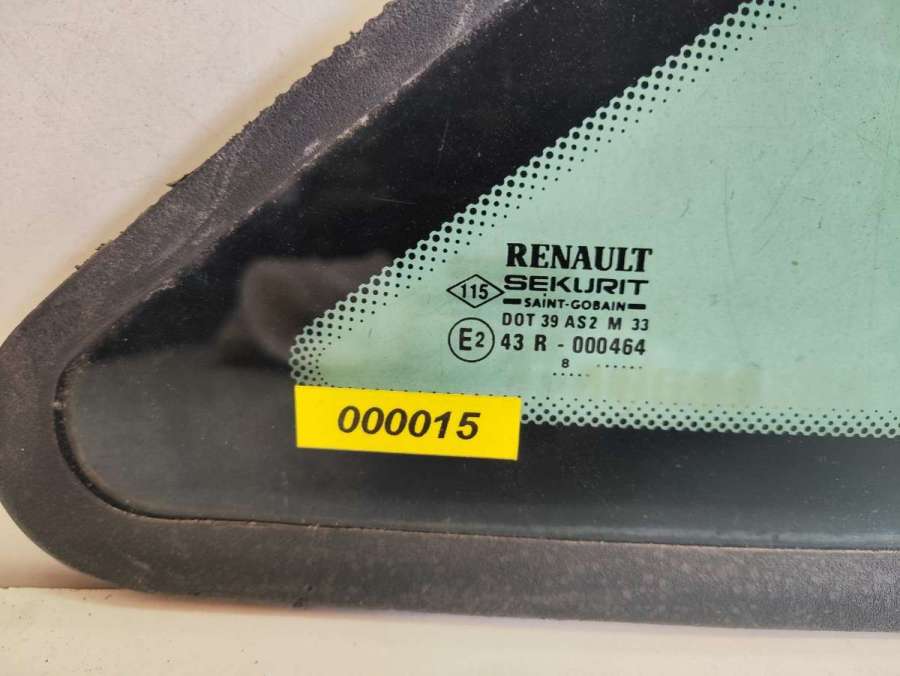 RENAULT
115 SEKURIT
SAINT-GOBAIN
DOT 39 AS2 M 33
E2 43 R - 000464
8
000015